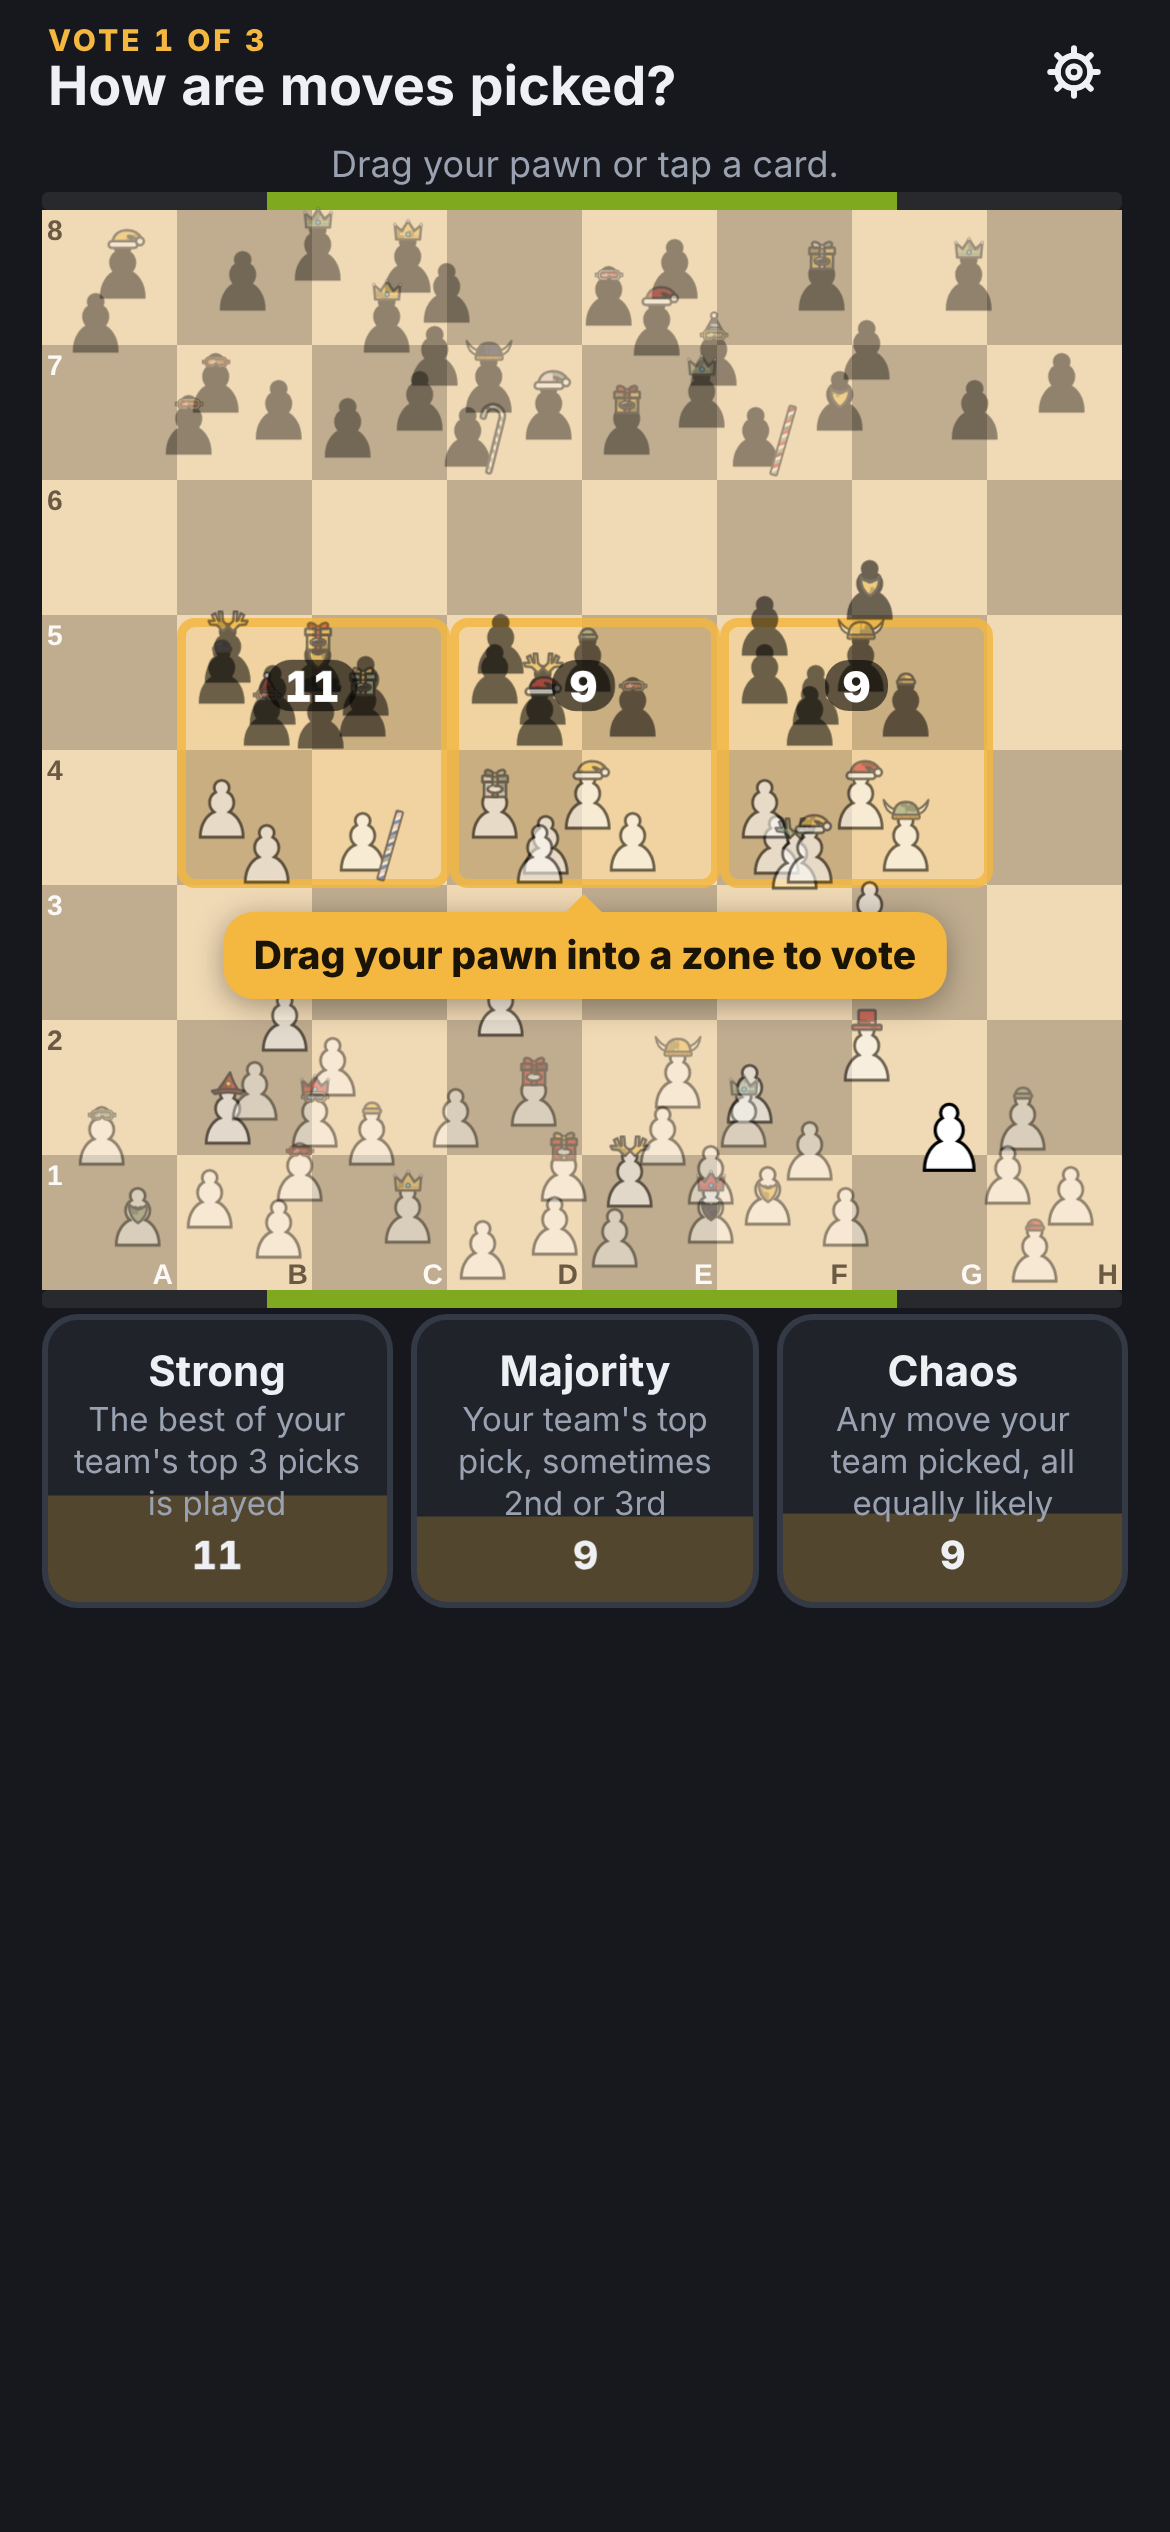 VOTE 1 OF 3
How are moves picked?
Drag your pawn or tap a card.
8
7
6
5
11
9
9
4
3
Drag your pawn into a zone to vote
2
1
A
B
C
D
E
F
G
H
Strong
The best of your
team's top 3 picks
is played
11
Majority
Your team's top
pick, sometimes
2nd or 3rd
9
Chaos
Any move your
team picked, all
equally likely
9